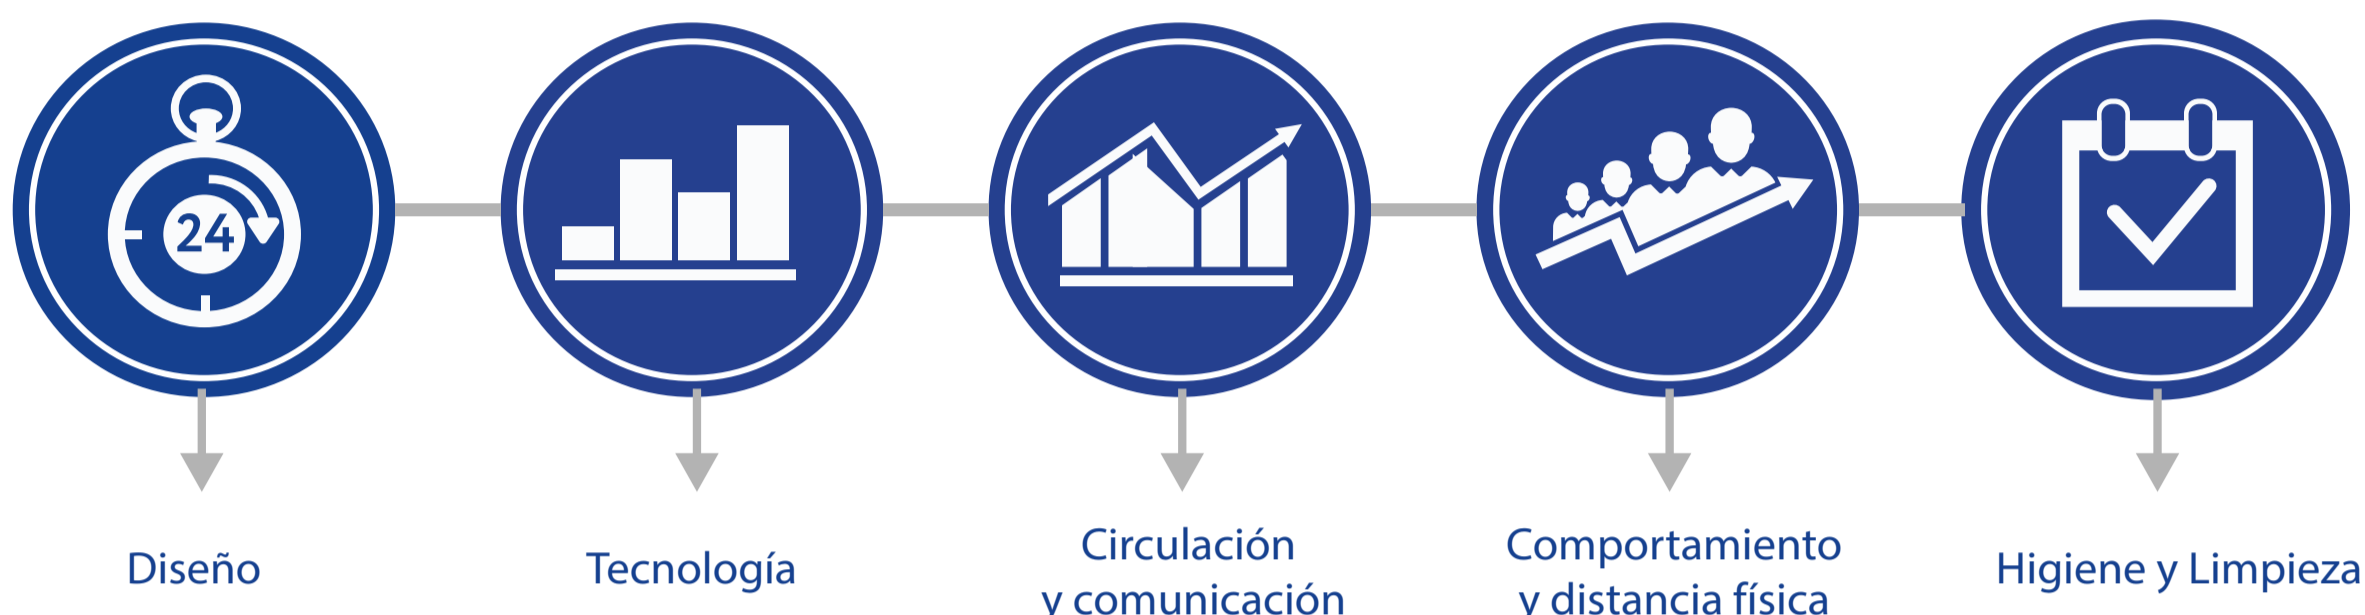 24
Diseño
Tecnología
Circulación
y comunicación
Comportamiento
y distancia física
Higiene y Limpieza